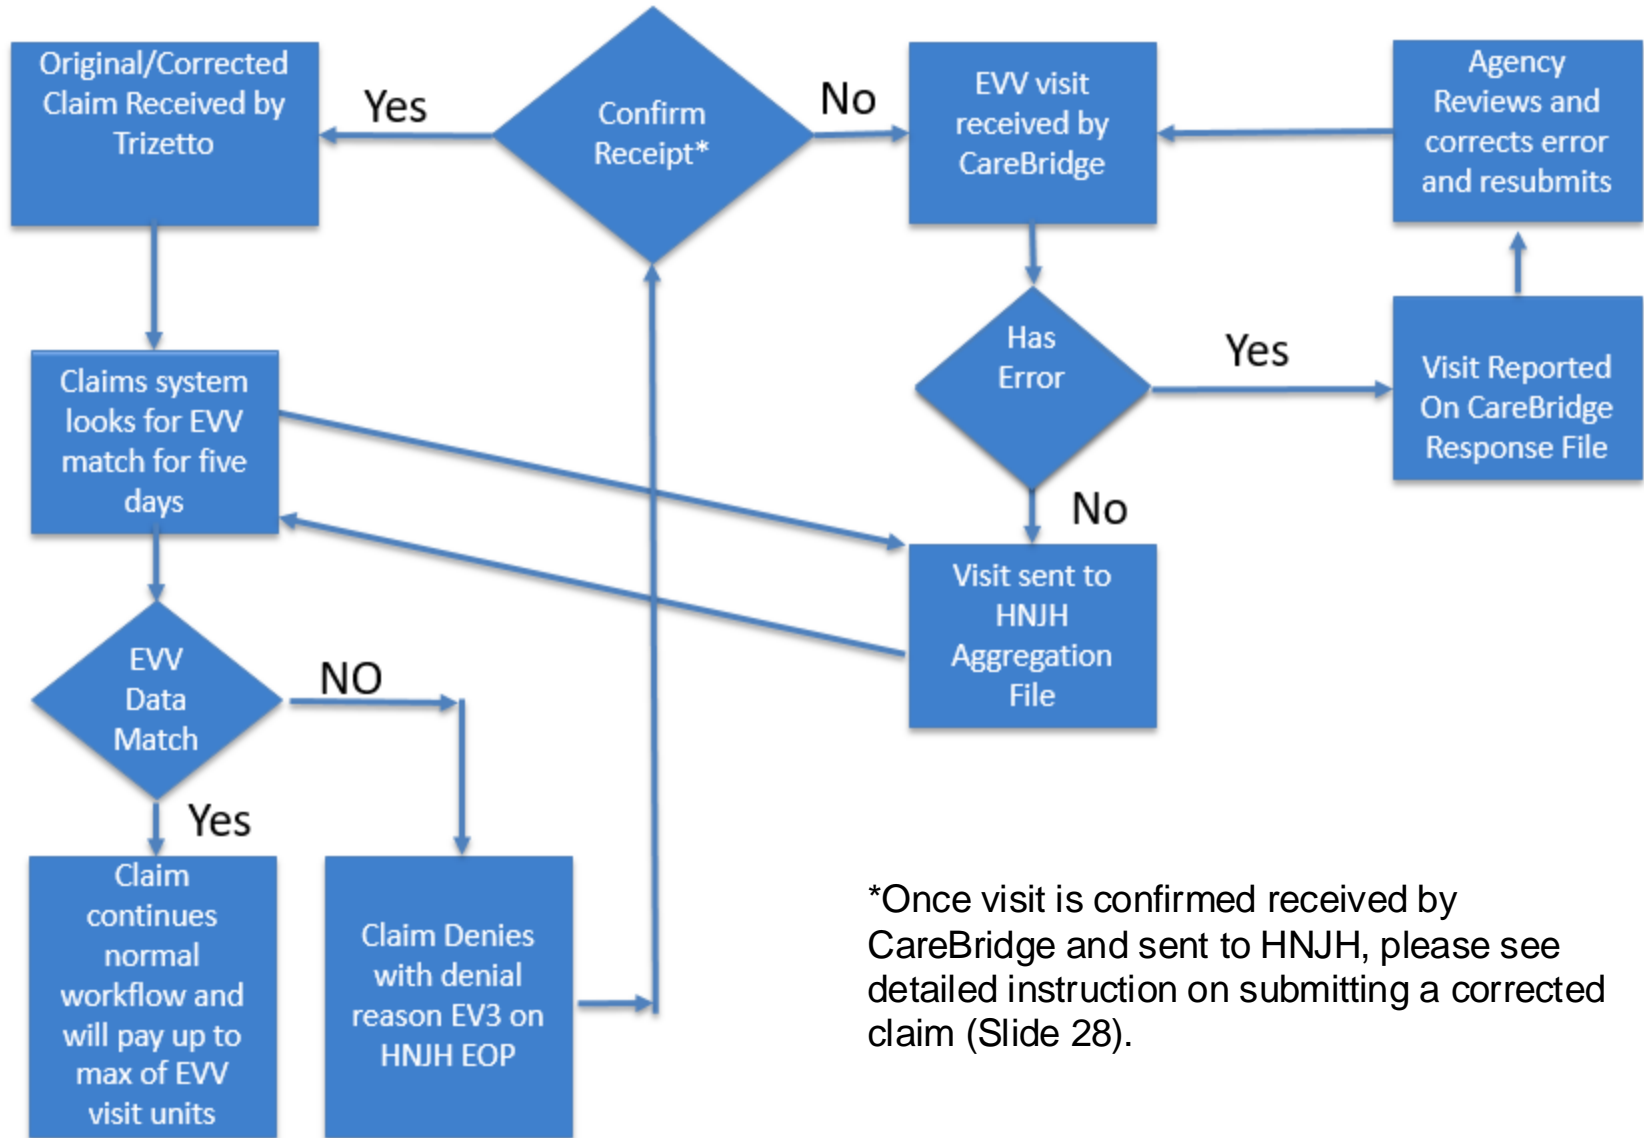 Original/Corrected
Claim Received by
Trizetto
Yes
Confirm
Receipt*
No
EVV visit
received by
CareBridge
Agency
Reviews and
corrects error
and resubmits
Claims system
looks for EVV
match for five
days
Has
Error
Yes
Visit Reported
On CareBridge
Response File
No
Visit sent to
HNJH
Aggregation
File
EVV
Data
Match
NO
Yes
Claim
continues
normal
workflow and
will pay up to
max of EVV
visit units
Claim Denies
with denial
reason EV3 on
HNJH EOP
*Once visit is confirmed received by
CareBridge and sent to HNJH, please see
detailed instruction on submitting a corrected
claim (Slide 28).